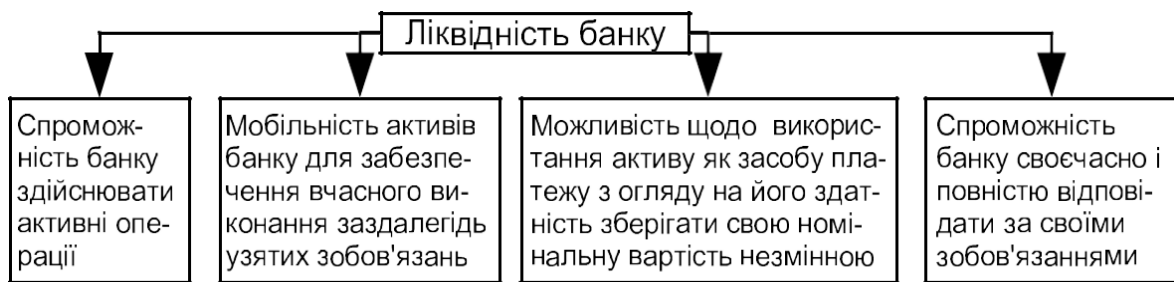 Ліквідність банку
Спромож-
ність банку
здійснювати
активні опе-
рації
Мобільність активів
банку для забезпе-
чення вчасного ви-
конання заздалегідь
узятих зобов'язань
Можливість щодо використ-
тання активу як засобу пла-
тежу з огляду на його здат-
ність зберігати свою номі-
нальну вартість незмінною
Спроможність
банку своєчасно і
повністю відпові-
дати за своїми
зобов'язаннями